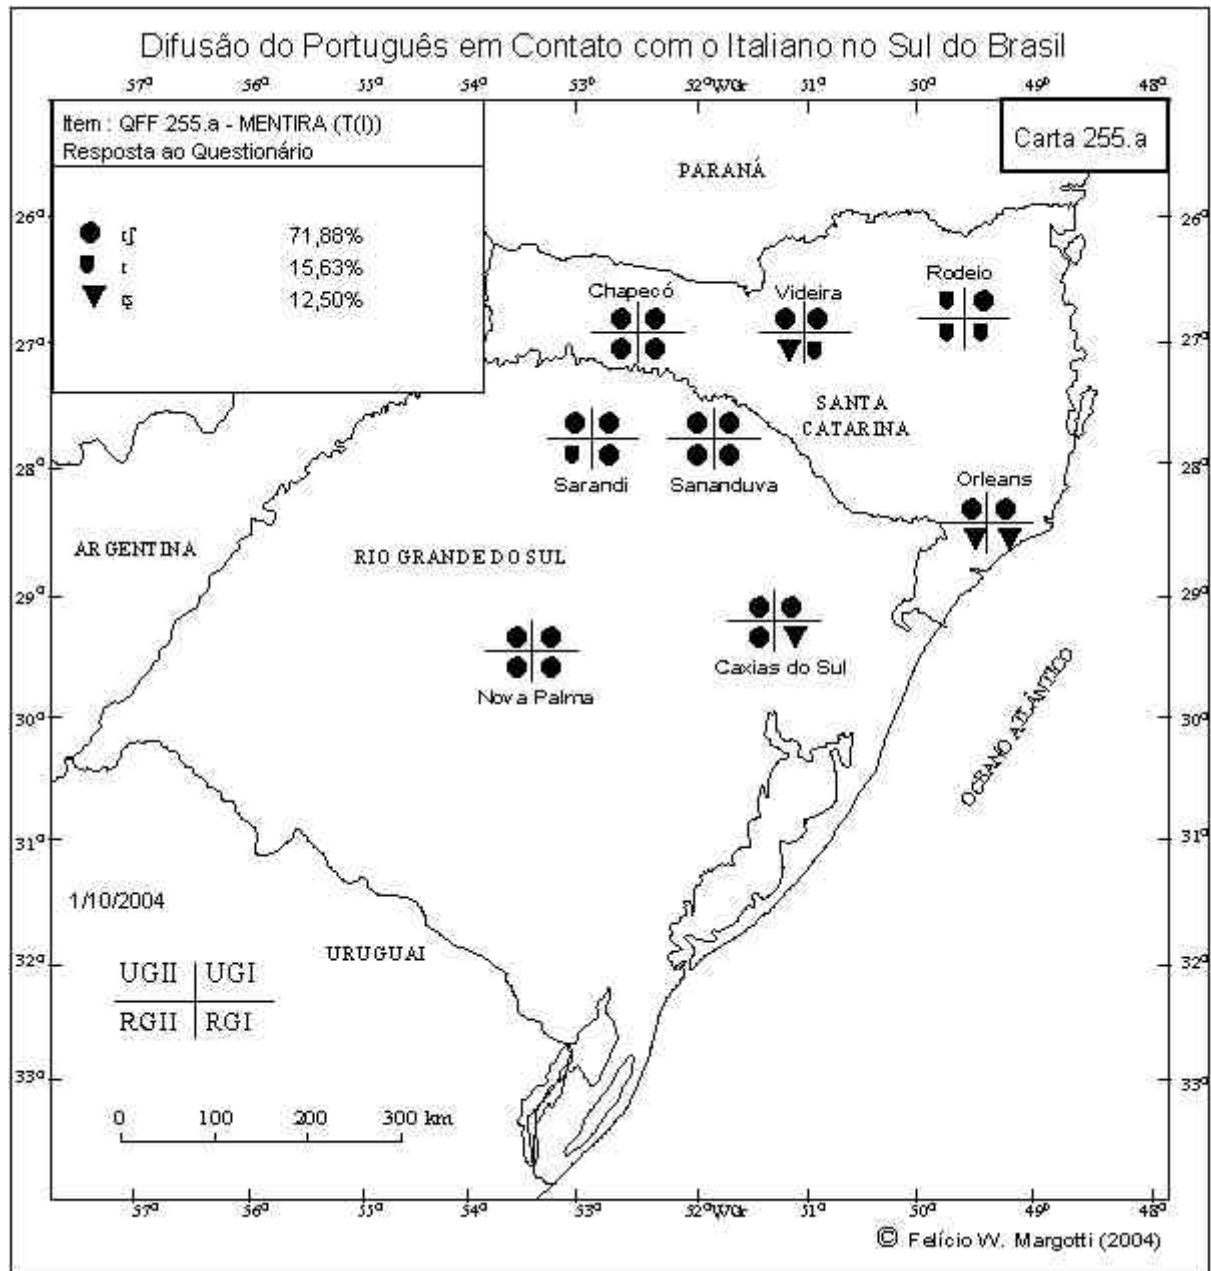 Difusão do Português em Contato com o Italiano no Sul do Brasil
57º 56º 55º 54º 53º 52º WGr 51º 50º 49º 48º
Item : QFF 255.a - MENTIRA (T(I))
Resposta ao Questionário
Carta 255.a
tʃ 71,88%
t 15,63%
12,50%
PARANÁ
26º 26º
Chapecó
Videira
Rodeio
27º 27º
SANTA
CATARINA
Sarandi
Sananduva
28º 28º
Orleans
ARGENTINA
RIO GRANDE DO SUL
29º 29º
Nova Palma
Caxias do Sul
OCEANO ATLÂNTICO
30º 30º
31º 31º
1/10/2004
URUGUAI
32º 32º
UGII UGI
RGII RGI
33º 33º
0 100 200 300 km
57º 56º 55º 54º 53º 52º WGr 51º 50º 49º 48º
© Felício W. Margotti (2004)